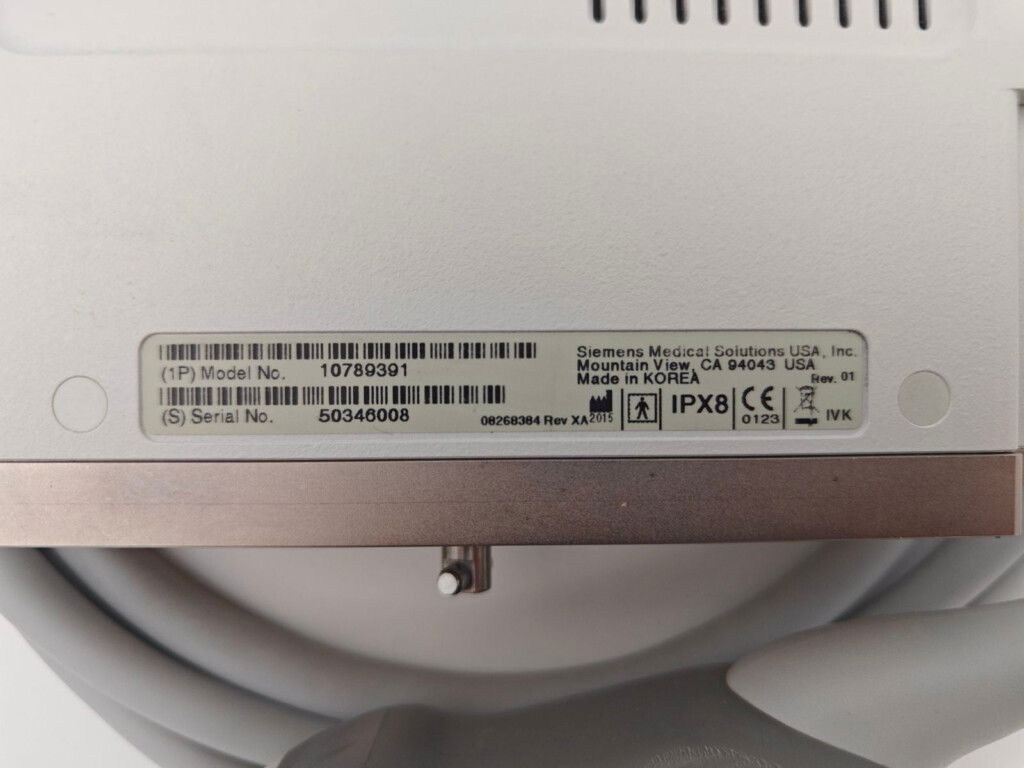 (1P) Model No. 10789391
(S) Serial No. 50346008
08268384 Rev XA
2015
Siemens Medical Solutions USA, Inc.
Mountain View, CA 94043 USA
Made in KOREA
Rev. 01
IPX8
CE
0123
IVK